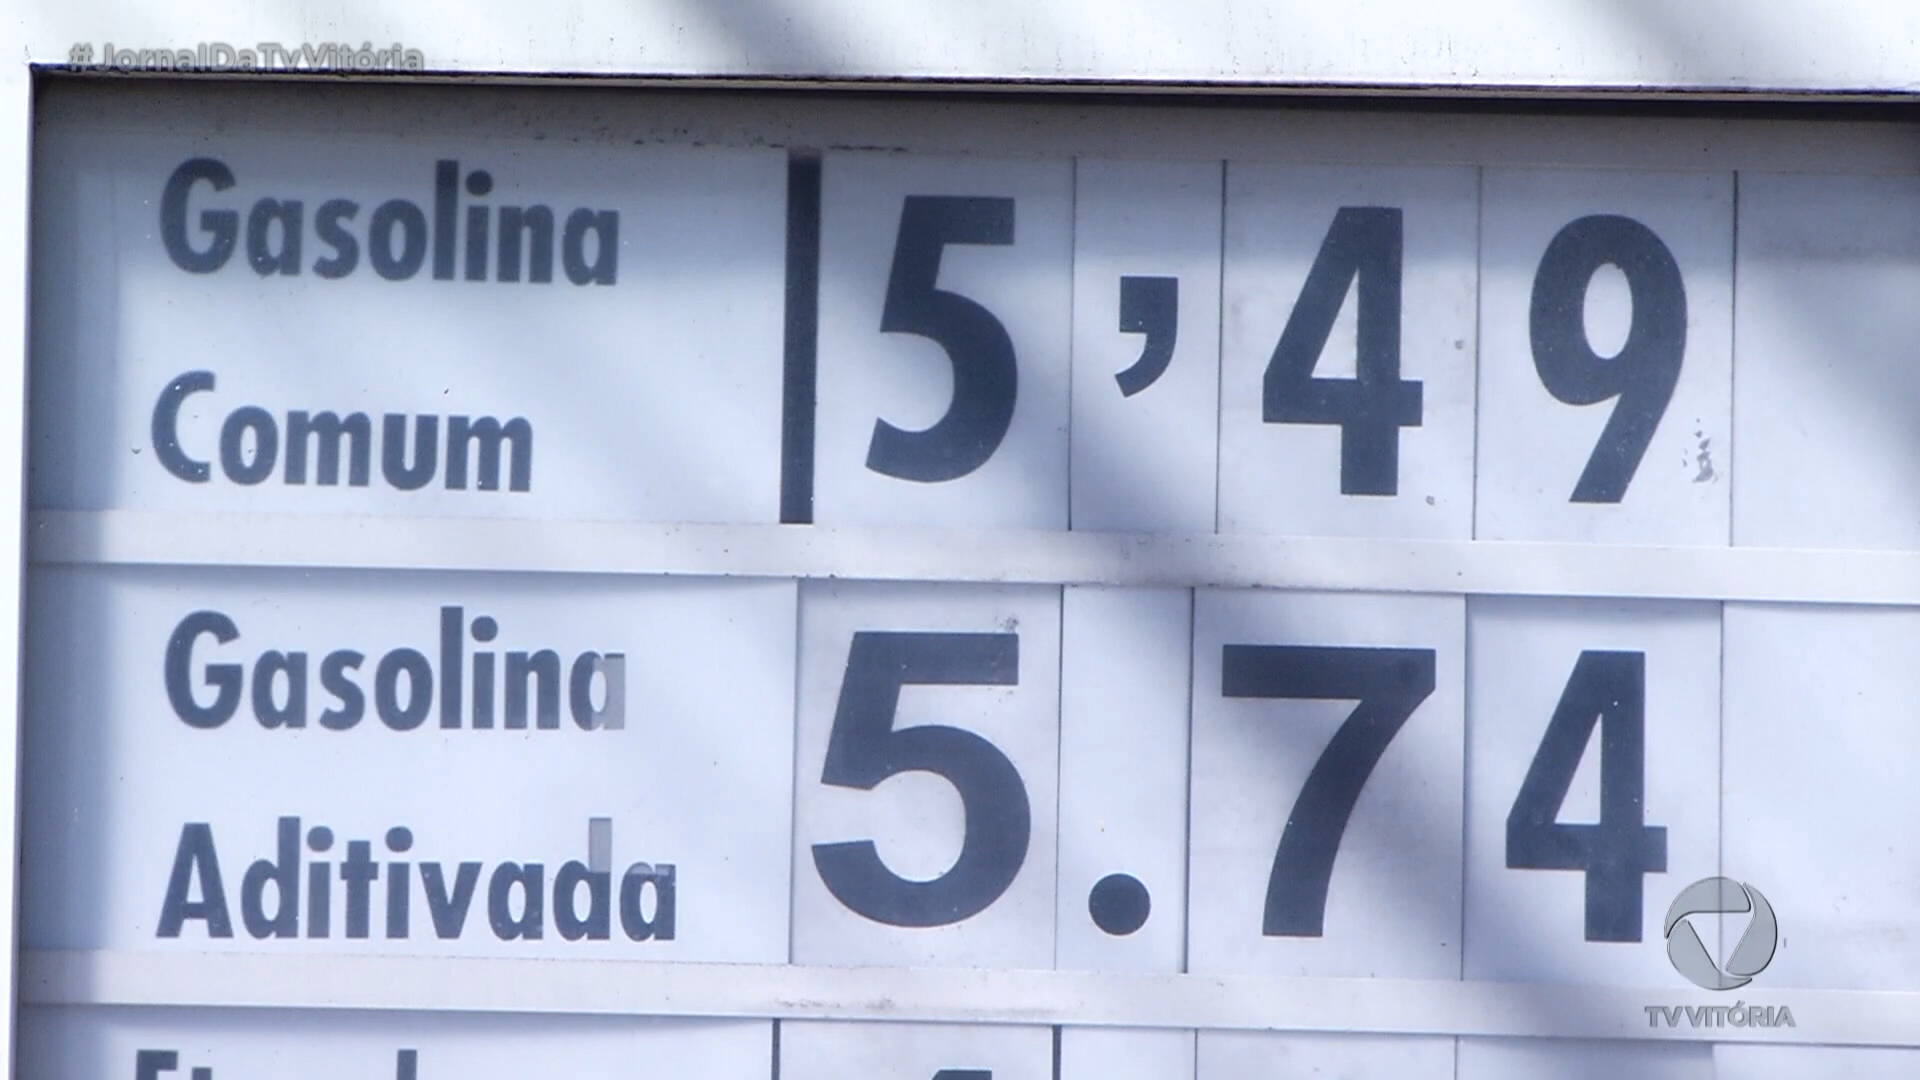 #JornalDaTvVitória
Gasolina
Comum
5,49
Gasolina
Aditivada
5.74
TV VITÓRIA